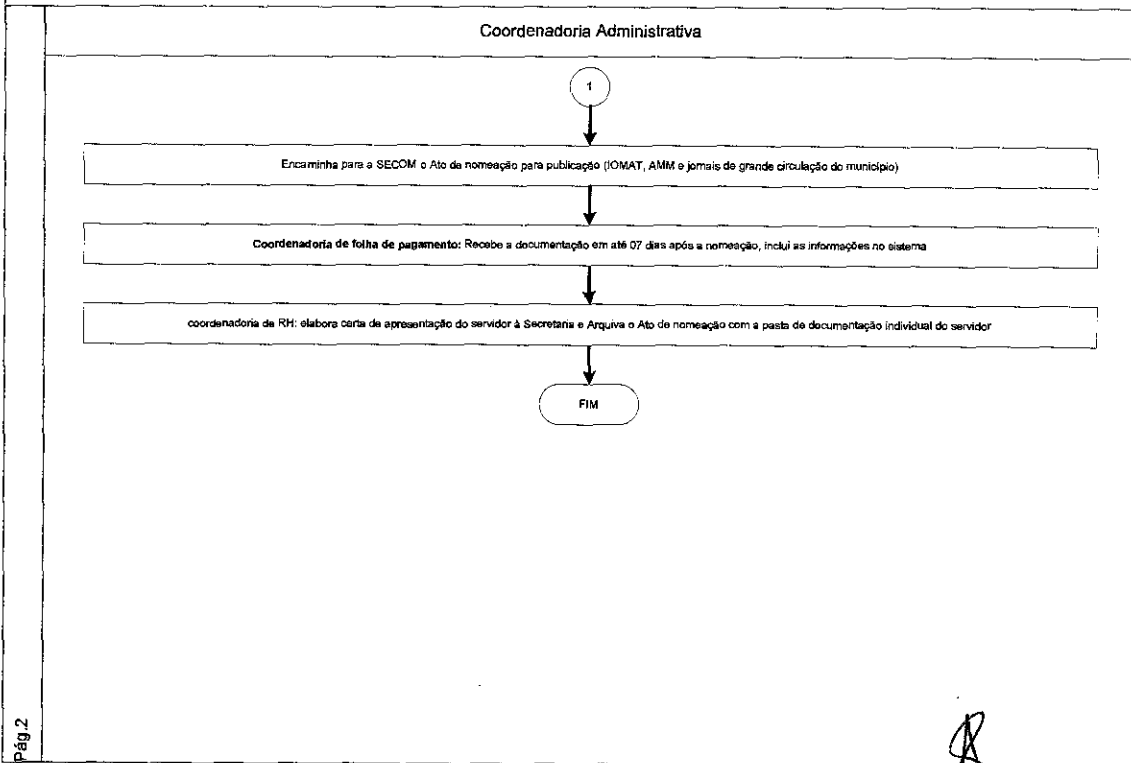 Coordenadoria Administrativa
1
Encaminha para a SECOM o Ato de nomeação para publicação (IOMAT, AMM e jornais de grande circulação do município)
Coordenadoria de folha de pagamento: Recebe a documentação em até 07 dias após a nomeação, inclui as informações no sistema
coordenadoria de RH: elabora carta de apresentação do servidor à Secretaria e Arquiva o Ato de nomeação com a pasta de documentação individual do servidor
FIM
Pág.2